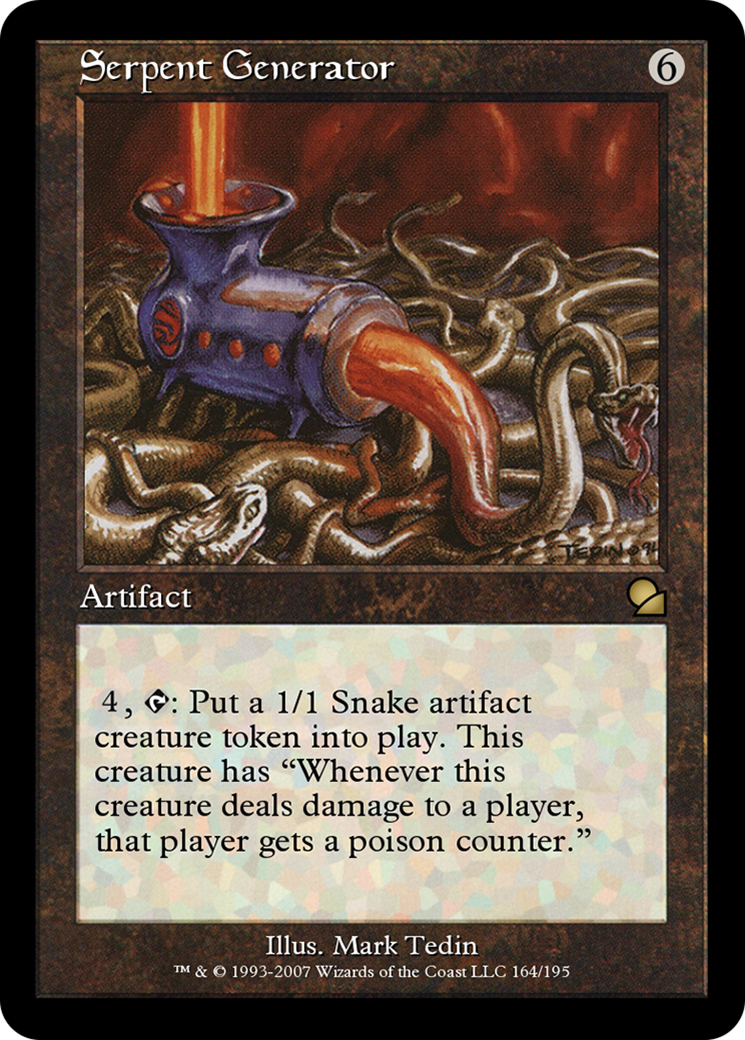 Serpent Generator 6
TEDIN © 94
Artifact
4, : Put a 1/1 Snake artifact
creature token into play. This
creature has “Whenever this
creature deals damage to a player,
that player gets a poison counter.”
Illus. Mark Tedin
™ & © 1993-2007 Wizards of the Coast LLC 164/195